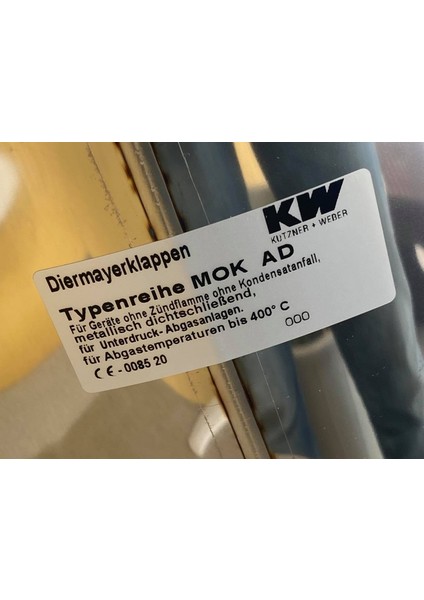 KW
KUTZNER + WEBER
Diermayerklappen
Typenreihe MOK AD
Für Geräte ohne Zündflamme ohne Kondensatanfall,
metallisch dichtschließend,
für Unterdruck- Abgasanlagen.
für Abgastemperaturen bis 400° C
CE - 0085 20
000